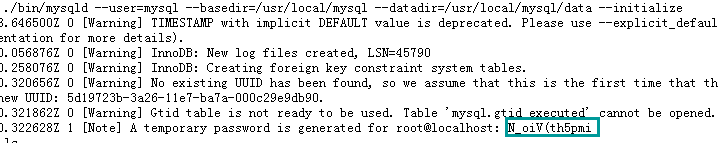 ./bin/mysqld --user=mysql --basedir=/usr/local/mysql --datadir=/usr/local/mysql/data --initialize
8.646500Z 0 [Warning] TIMESTAMP with implicit DEFAULT value is deprecated. Please use --explicit_defaul
entation for more details).
0.056876Z 0 [Warning] InnoDB: New log files created, LSN=45790
0.258076Z 0 [Warning] InnoDB: Creating foreign key constraint system tables.
0.320656Z 0 [Warning] No existing UUID has been found, so we assume that this is the first time that th
new UUID: 5d19723b-3a26-11e7-ba7a-000c29e9db90.
0.321862Z 0 [Warning] Gtid table is not ready to be used. Table 'mysql.gtid_executed' cannot be opened.
0.322628Z 1 [Note] A temporary password is generated for root@localhost: N_oiV(th5pmi